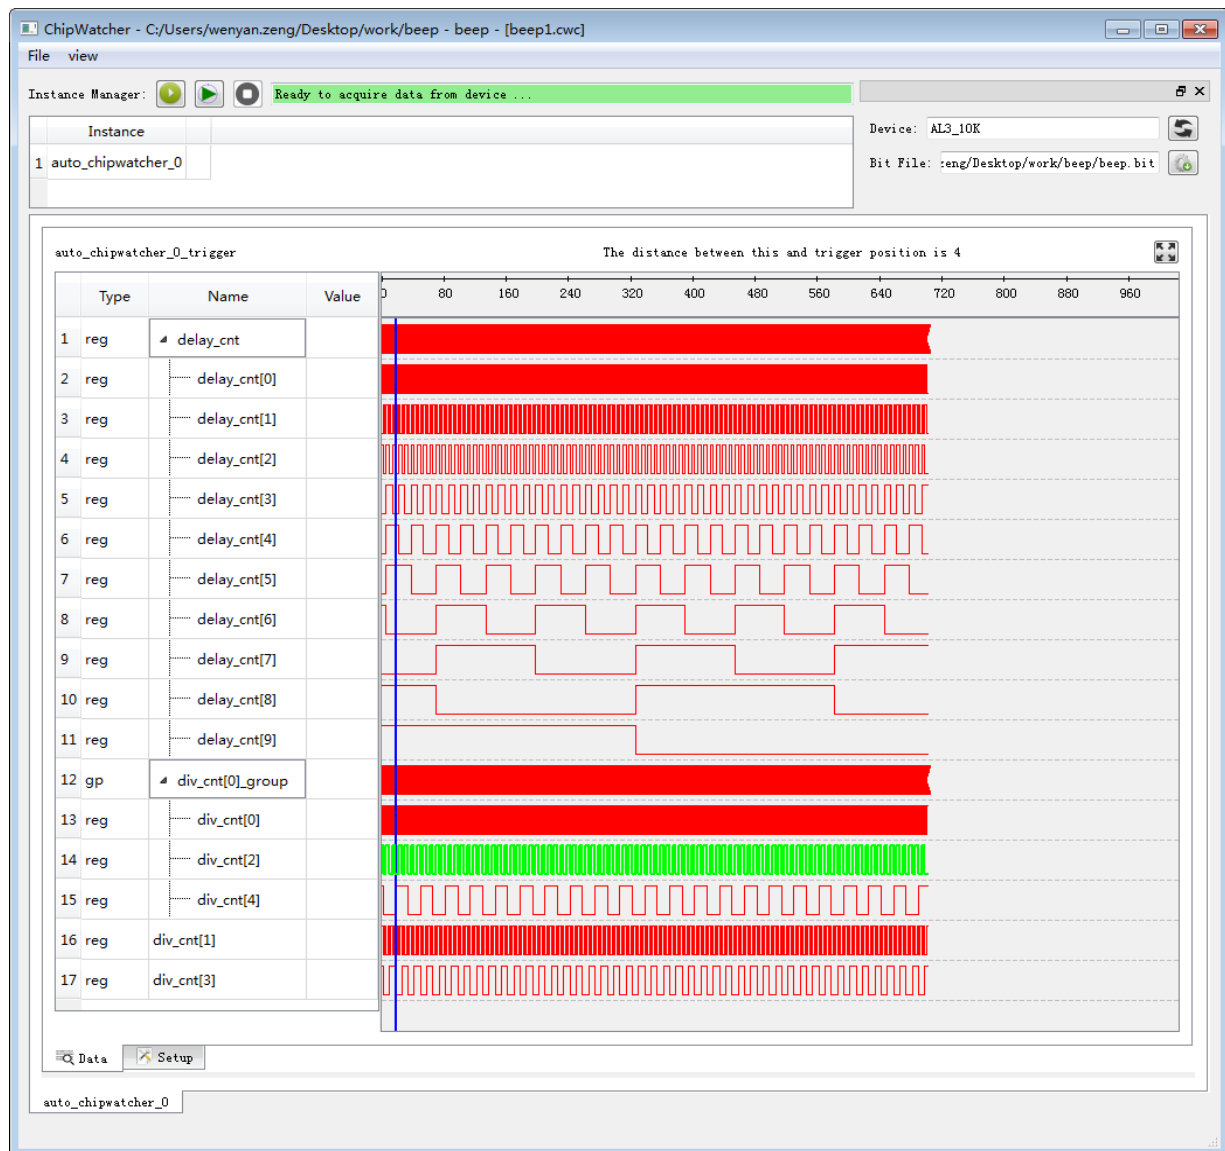 ChipWatcher - C:/Users/wenyan.zeng/Desktop/work/beep - beep - [beep1.cwc]
File view
Instance Manager: Ready to acquire data from device ...
Instance
1 auto_chipwatcher_0
Device: AL3_10K
Bit File: zeng/Desktop/work/beep/beep.bit
auto_chipwatcher_0_trigger The distance between this and trigger position is 4
Type Name Value 0 80 160 240 320 400 480 560 640 720 800 880 960
1 reg delay_cnt
2 reg delay_cnt[0]
3 reg delay_cnt[1]
4 reg delay_cnt[2]
5 reg delay_cnt[3]
6 reg delay_cnt[4]
7 reg delay_cnt[5]
8 reg delay_cnt[6]
9 reg delay_cnt[7]
10 reg delay_cnt[8]
11 reg delay_cnt[9]
12 gp div_cnt[0]_group
13 reg div_cnt[0]
14 reg div_cnt[2]
15 reg div_cnt[4]
16 reg div_cnt[1]
17 reg div_cnt[3]
Data Setup
auto_chipwatcher_0